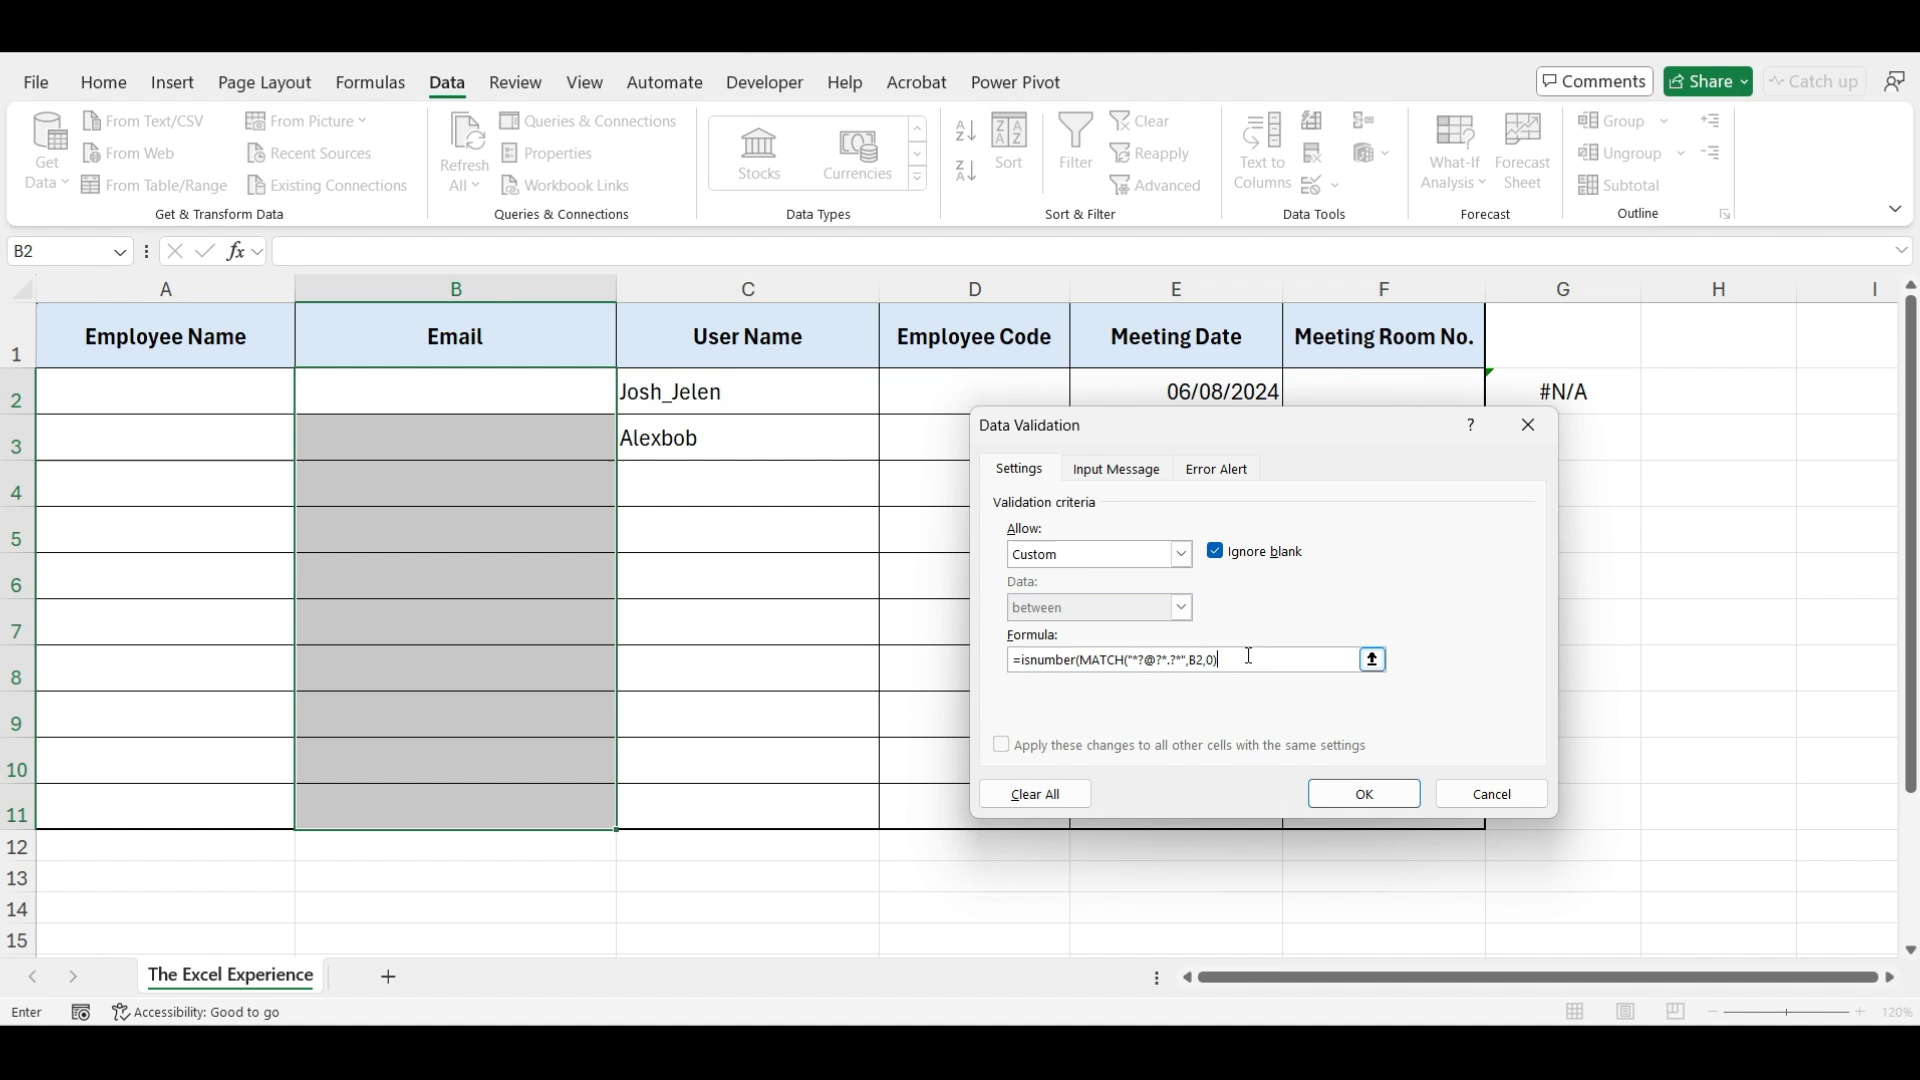 File Home Insert Page Layout Formulas Data Review View Automate Developer Help Acrobat Power Pivot Comments Share Catch up
Get Data
From Text/CSV
From Web
From Table/Range
From Picture
Recent Sources
Existing Connections
Get & Transform Data
Refresh All
Queries & Connections
Properties
Workbook Links
Queries & Connections
Stocks
Currencies
Data Types
Sort
Filter
Clear
Reapply
Advanced
Sort & Filter
Text to Columns
Data Tools
What-If Analysis
Forecast Sheet
Forecast
Group
Ungroup
Subtotal
Outline
B2 fx
A B C D E F G H I
1 Employee Name Email User Name Employee Code Meeting Date Meeting Room No.
2 Josh_Jelen 06/08/2024 #N/A
3 Alexbob
4
5
6
7
8
9
10
11
12
13
14
15
Data Validation ?
Settings Input Message Error Alert
Validation criteria
Allow:
Custom Ignore blank
Data:
between
Formula:
=isnumber(MATCH("*?@?*.?*",B2,0)
Apply these changes to all other cells with the same settings
Clear All OK Cancel
The Excel Experience
Enter Accessibility: Good to go 120%